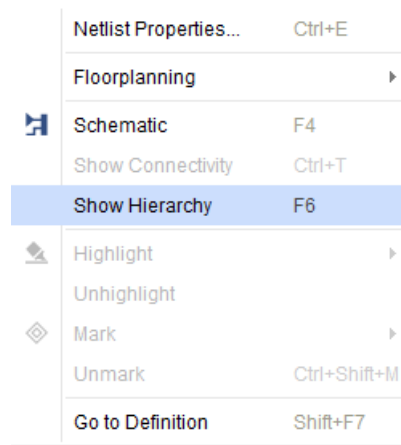 Netlist Properties... Ctrl+E
Floorplanning
Schematic F4
Show Connectivity Ctrl+T
Show Hierarchy F6
Highlight
Unhighlight
Mark
Unmark Ctrl+Shift+M
Go to Definition Shift+F7